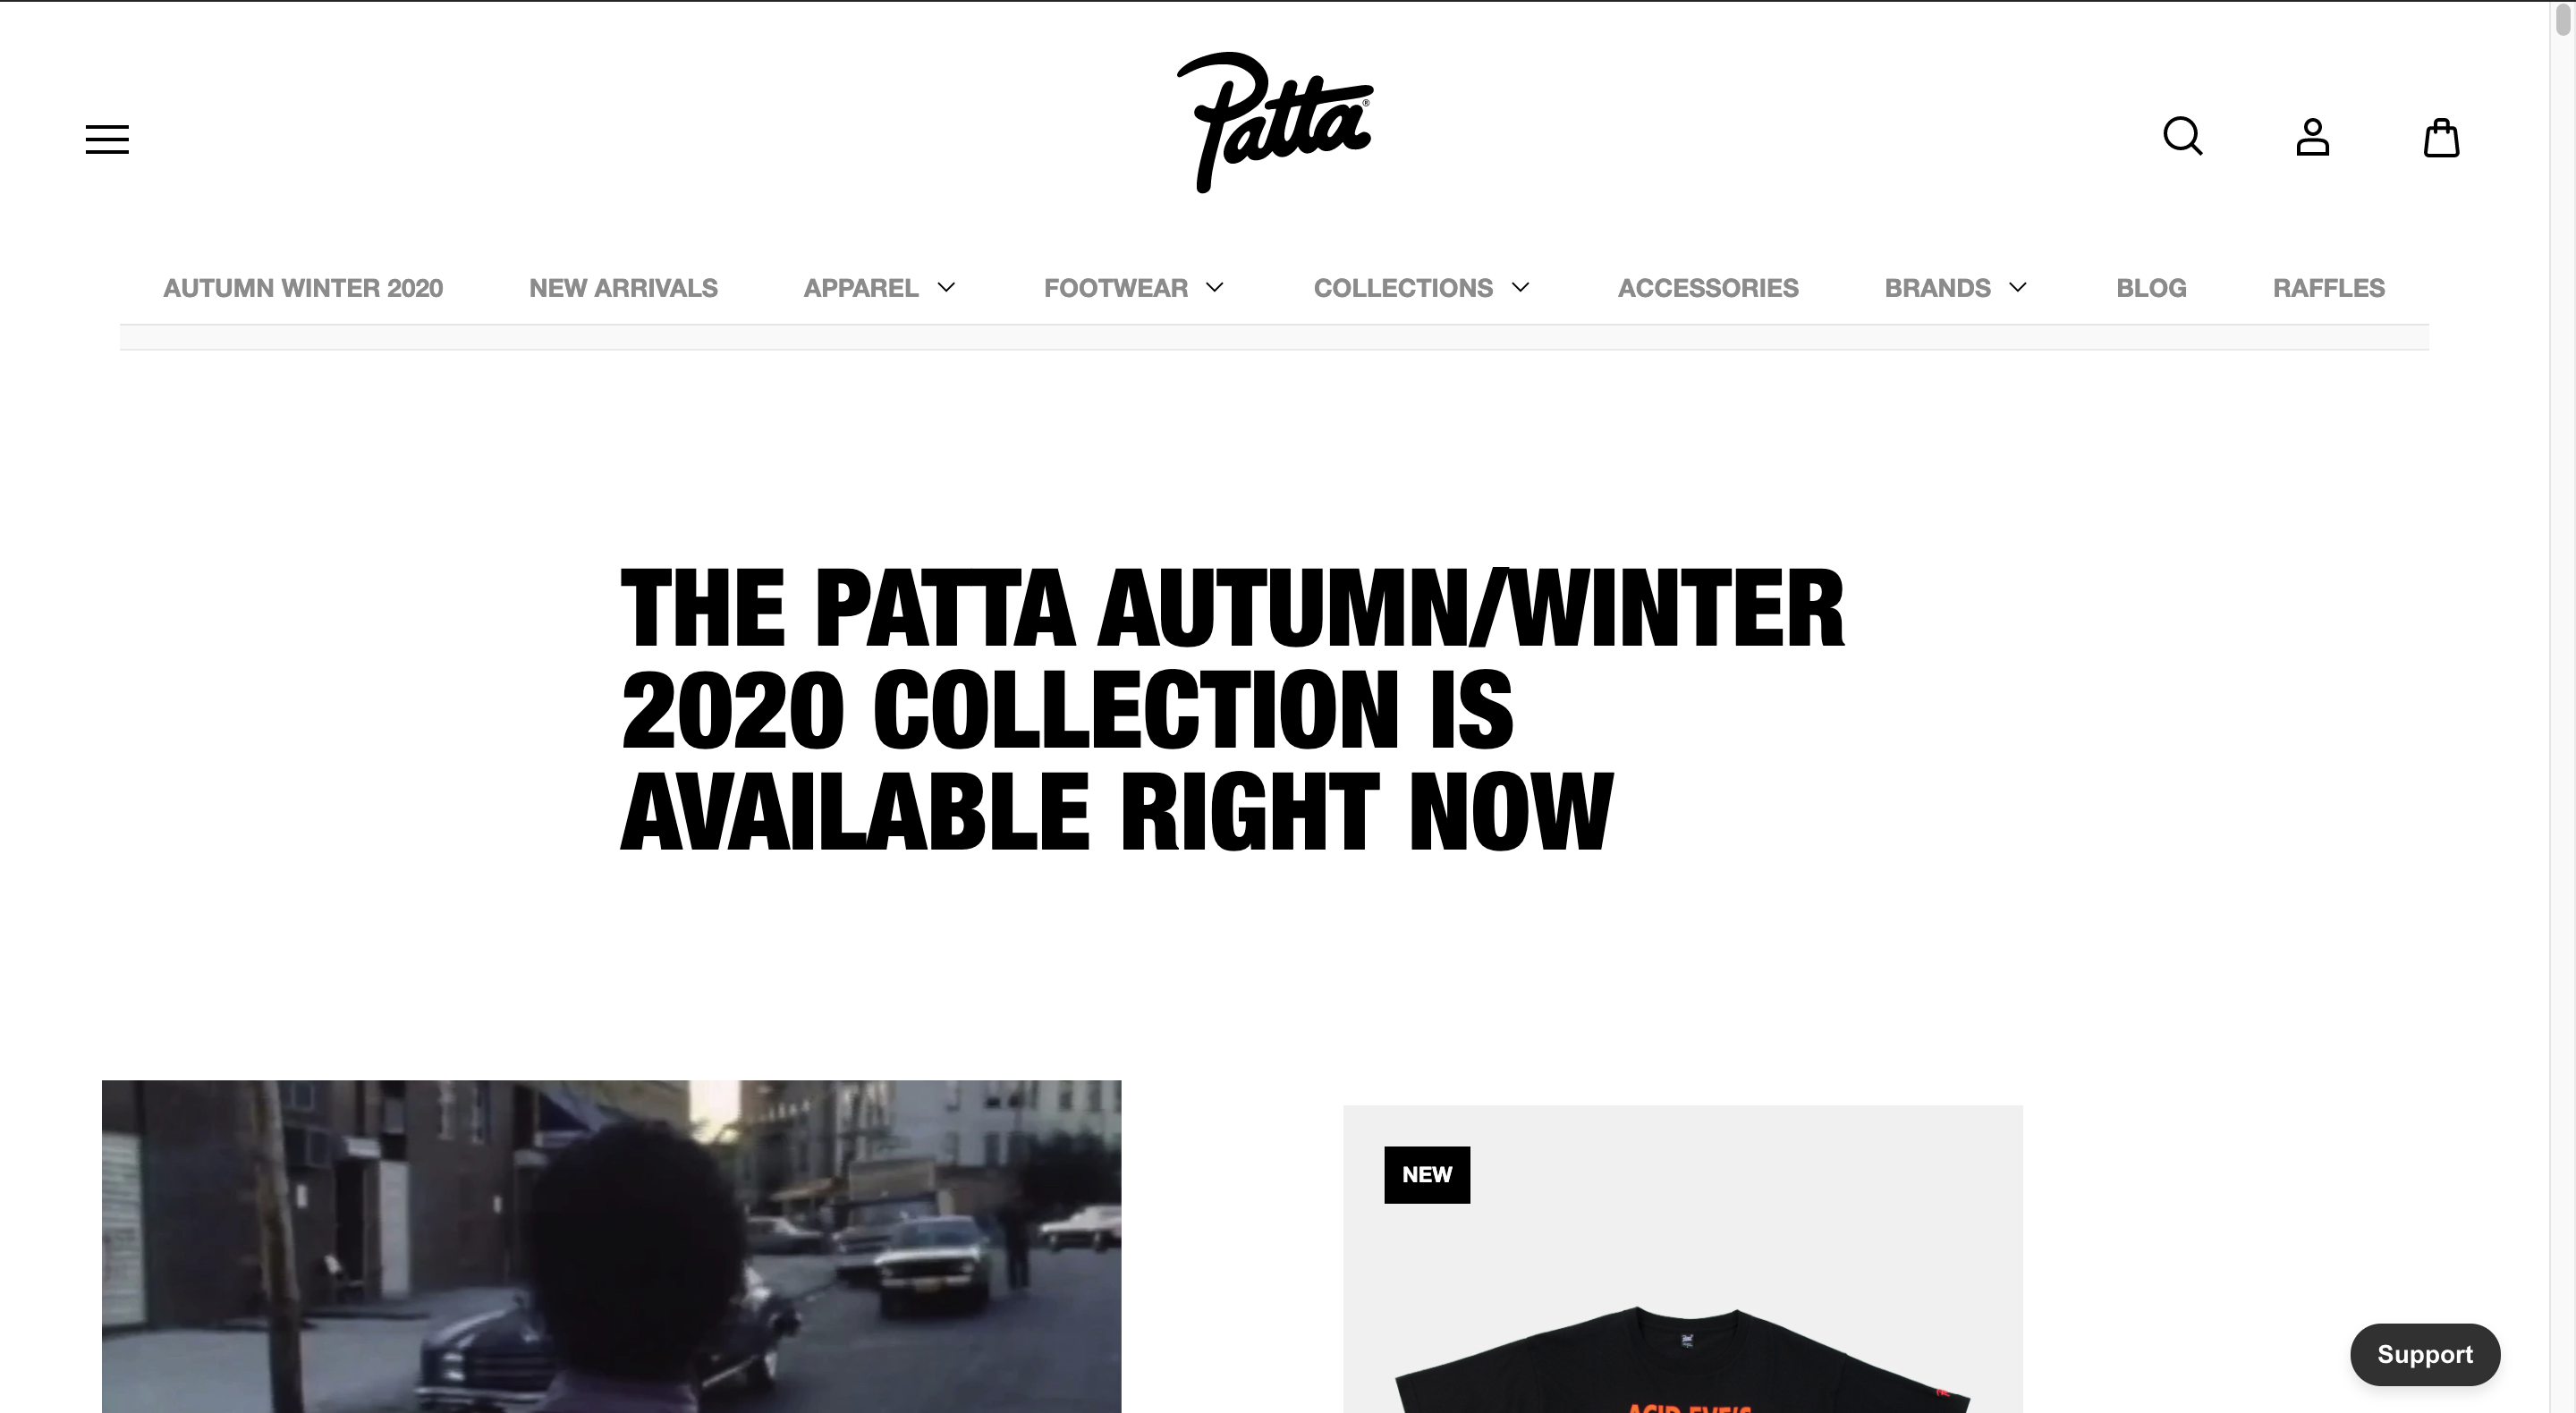 Patta®
AUTUMN WINTER 2020 NEW ARRIVALS APPAREL FOOTWEAR COLLECTIONS ACCESSORIES BRANDS BLOG RAFFLES
THE PATTA AUTUMN/WINTER
2020 COLLECTION IS
AVAILABLE RIGHT NOW
NEW
Support